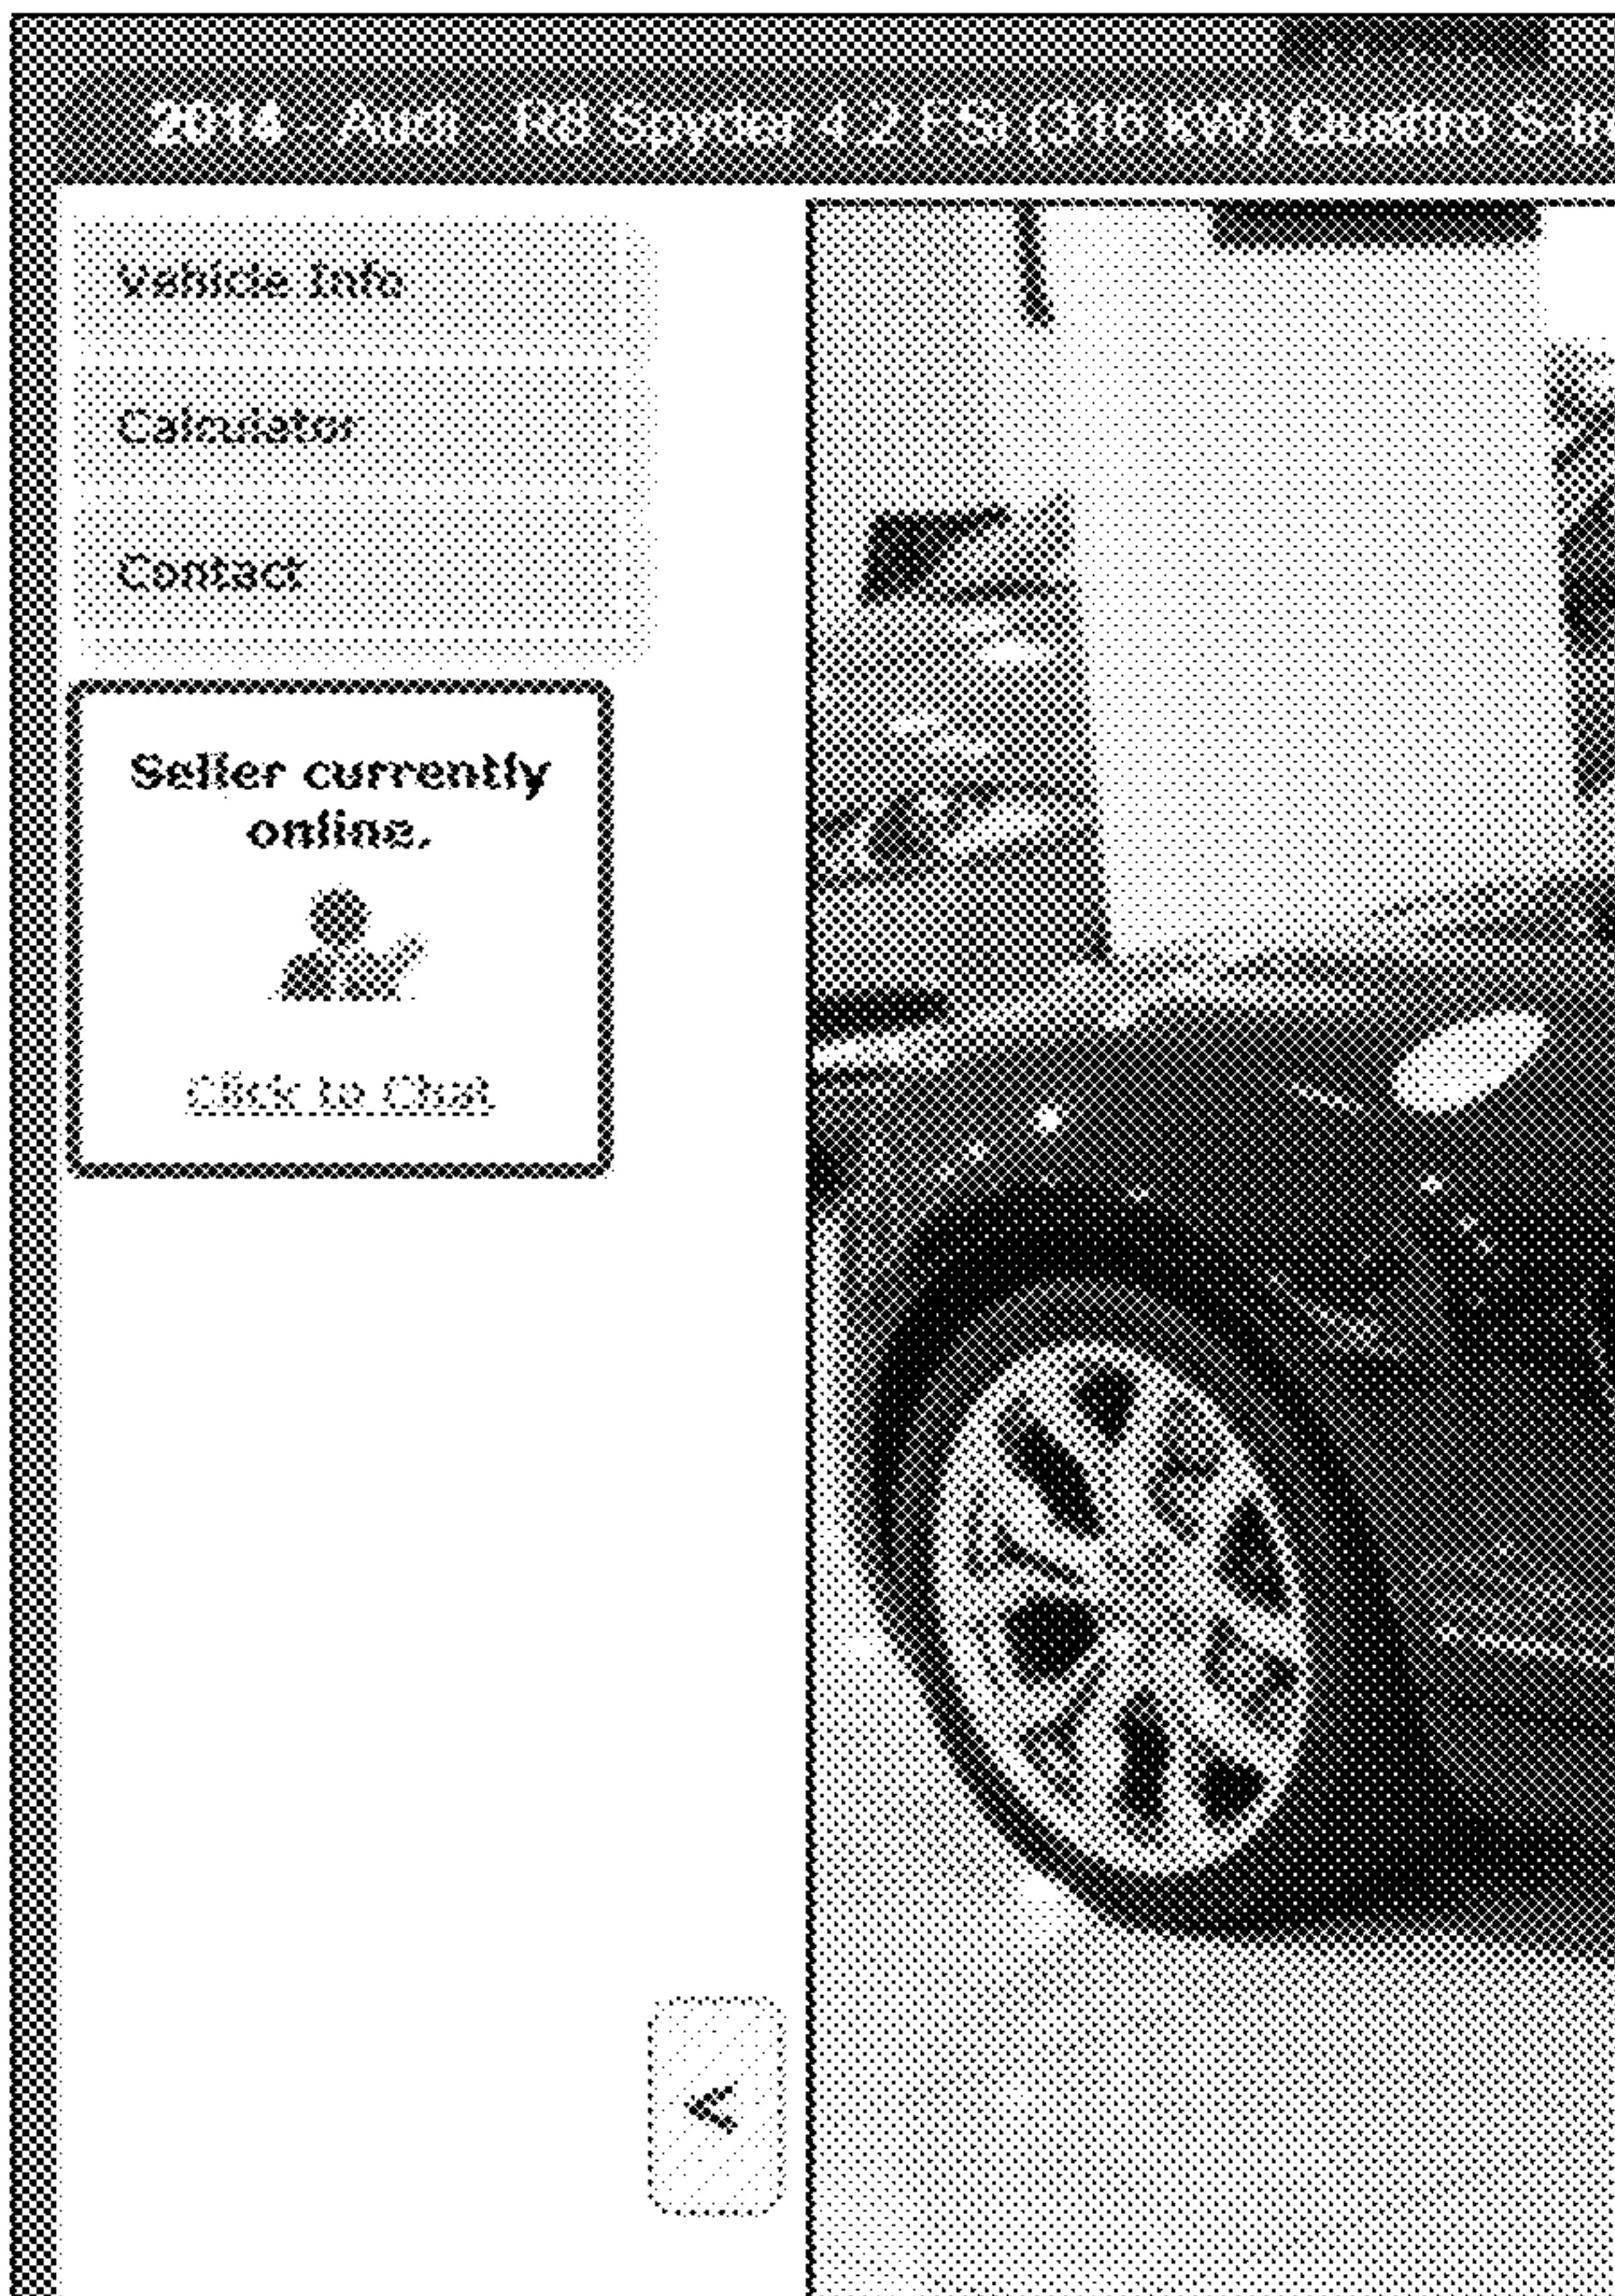 2014 - Audi - R8 Spyder 4.2 FSi (316 kW) Quattro S-tr
Vehicle Info
Calculator
Contact
Seller currently
online.
Click to Chat
<